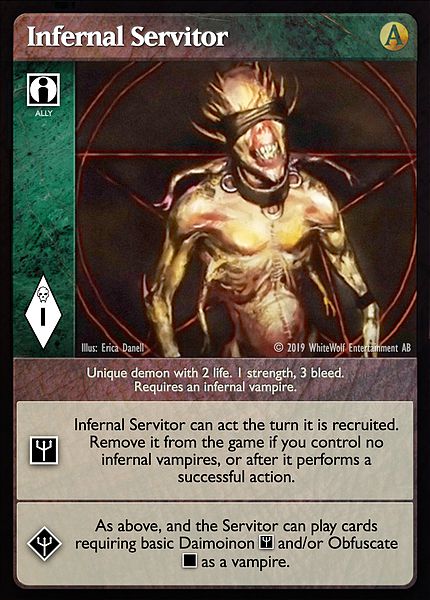 Infernal Servitor
A
ALLY
1
Illus: Erica Danell
© 2019 WhiteWolf Entertainment AB
Unique demon with 2 life. 1 strength, 3 bleed.
Requires an infernal vampire.
Infernal Servitor can act the turn it is recruited.
Remove it from the game if you control no
infernal vampires, or after it performs a
successful action.
As above, and the Servitor can play cards
requiring basic Daimoinon and/or Obfuscate
as a vampire.